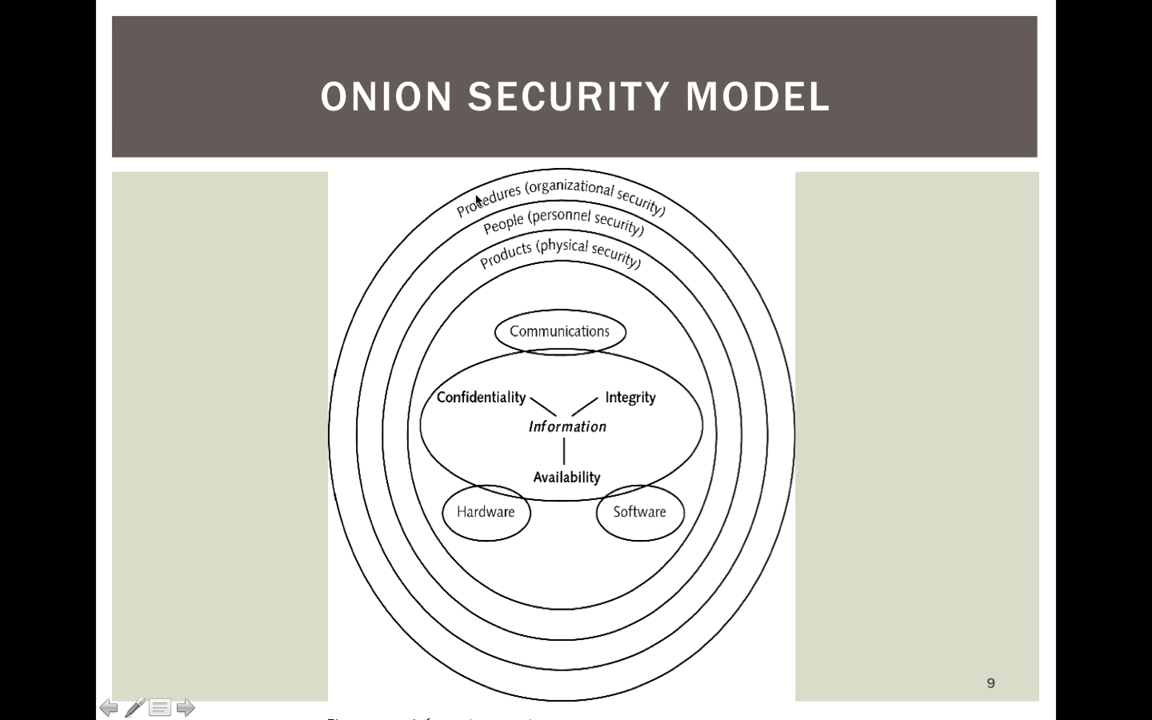 ONION SECURITY MODEL
Procedures (organizational security)
People (personnel security)
Products (physical security)
Communications
Confidentiality
Integrity
Information
Availability
Hardware
Software
9